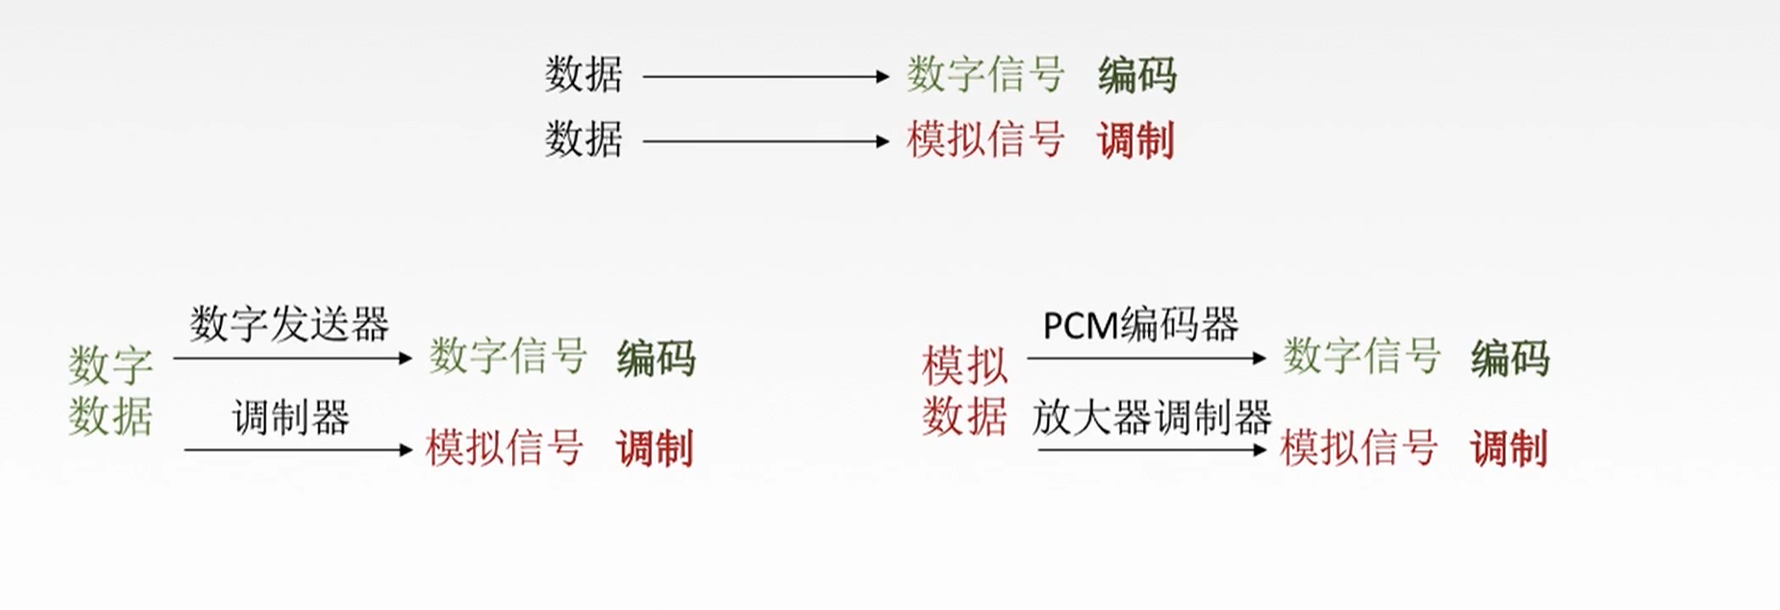 数据 数字信号 编码
数据 模拟信号 调制
数字发送器
数字数据
数字信号 编码
调制器
模拟信号 调制
PCM编码器
模拟数据
数字信号 编码
放大器调制器
模拟信号 调制